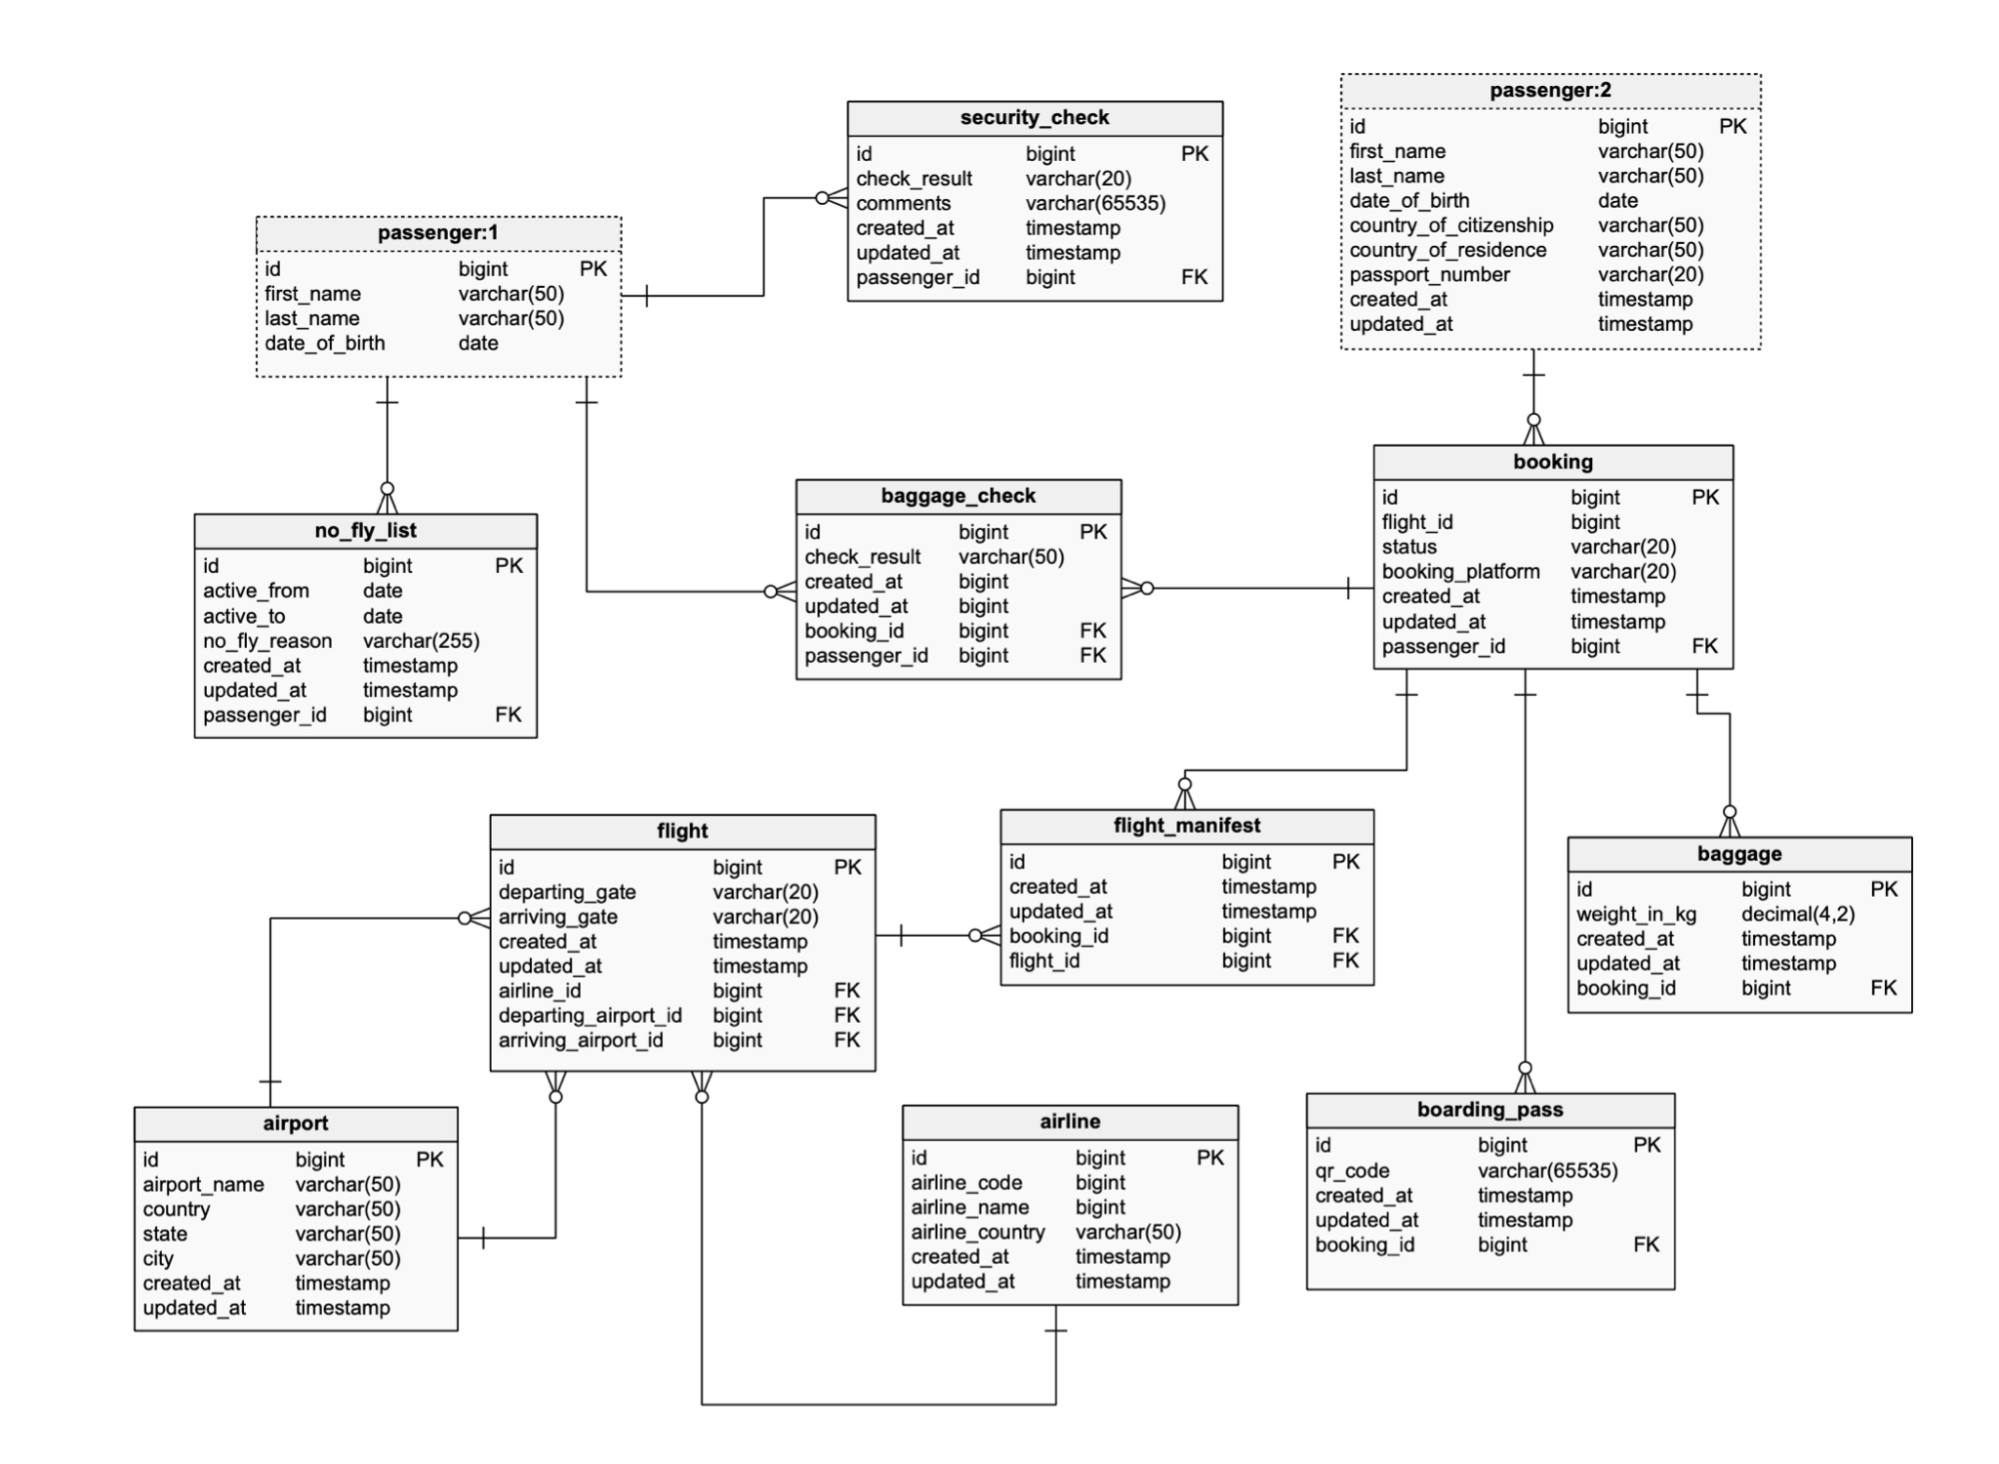 passenger:2
id bigint PK
first_name varchar(50)
last_name varchar(50)
date_of_birth date
country_of_citizenship varchar(50)
country_of_residence varchar(50)
passport_number varchar(20)
created_at timestamp
updated_at timestamp
security_check
id bigint PK
check_result varchar(20)
comments varchar(65535)
created_at timestamp
updated_at timestamp
passenger_id bigint FK
passenger:1
id bigint PK
first_name varchar(50)
last_name varchar(50)
date_of_birth date
booking
id bigint PK
flight_id bigint
status varchar(20)
booking_platform varchar(20)
created_at timestamp
updated_at timestamp
passenger_id bigint FK
baggage_check
id bigint PK
check_result varchar(50)
created_at bigint
updated_at bigint
booking_id bigint FK
passenger_id bigint FK
no_fly_list
id bigint PK
active_from date
active_to date
no_fly_reason varchar(255)
created_at timestamp
updated_at timestamp
passenger_id bigint FK
flight
id bigint PK
departing_gate varchar(20)
arriving_gate varchar(20)
created_at timestamp
updated_at timestamp
airline_id bigint FK
departing_airport_id bigint FK
arriving_airport_id bigint FK
flight_manifest
id bigint PK
created_at timestamp
updated_at timestamp
booking_id bigint FK
flight_id bigint FK
baggage
id bigint PK
weight_in_kg decimal(4,2)
created_at timestamp
updated_at timestamp
booking_id bigint FK
airport
id bigint PK
airport_name varchar(50)
country varchar(50)
state varchar(50)
city varchar(50)
created_at timestamp
updated_at timestamp
airline
id bigint PK
airline_code bigint
airline_name bigint
airline_country varchar(50)
created_at timestamp
updated_at timestamp
boarding_pass
id bigint PK
qr_code varchar(65535)
created_at timestamp
updated_at timestamp
booking_id bigint FK